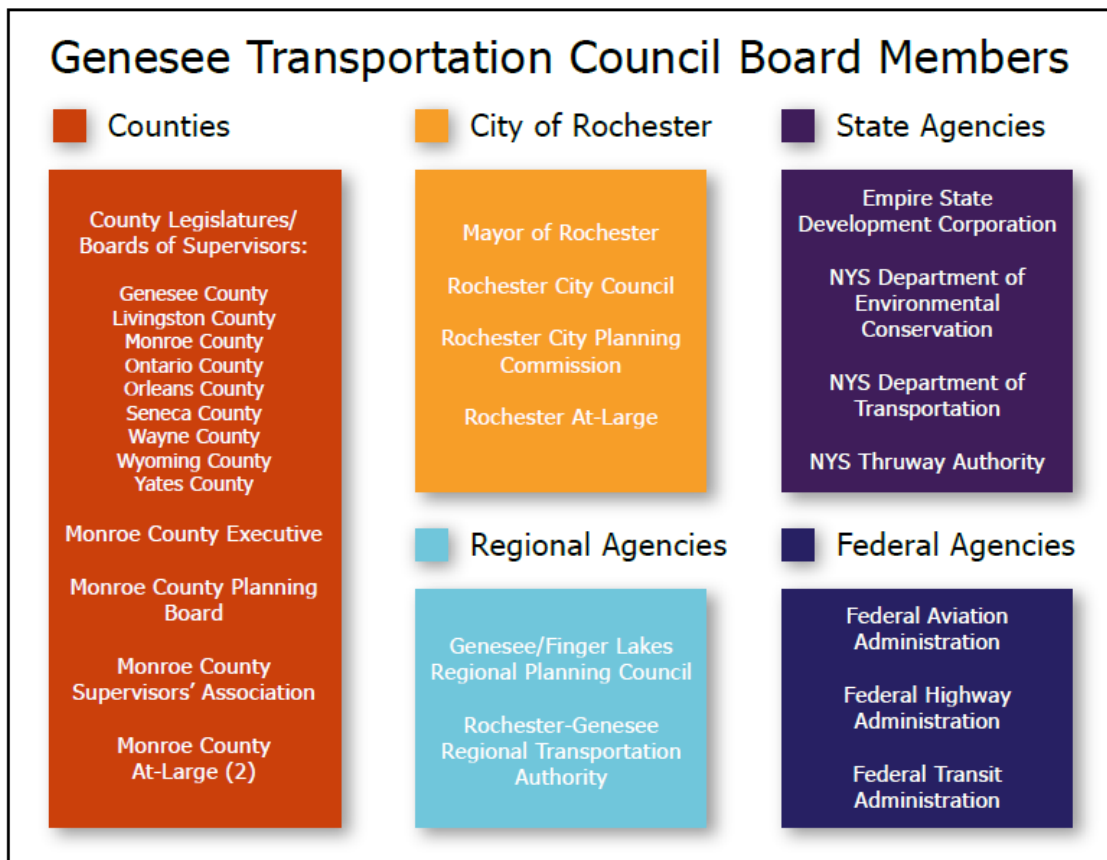 Genesee Transportation Council Board Members
Counties
County Legislatures/
Boards of Supervisors:
Genesee County
Livingston County
Monroe County
Ontario County
Orleans County
Seneca County
Wayne County
Wyoming County
Yates County
Monroe County Executive
Monroe County Planning
Board
Monroe County
Supervisors’ Association
Monroe County
At-Large (2)
City of Rochester
Mayor of Rochester
Rochester City Council
Rochester City Planning
Commission
Rochester At-Large
State Agencies
Empire State
Development Corporation
NYS Department of
Environmental
Conservation
NYS Department of
Transportation
NYS Thruway Authority
Regional Agencies
Genesee/Finger Lakes
Regional Planning Council
Rochester-Genesee
Regional Transportation
Authority
Federal Agencies
Federal Aviation
Administration
Federal Highway
Administration
Federal Transit
Administration